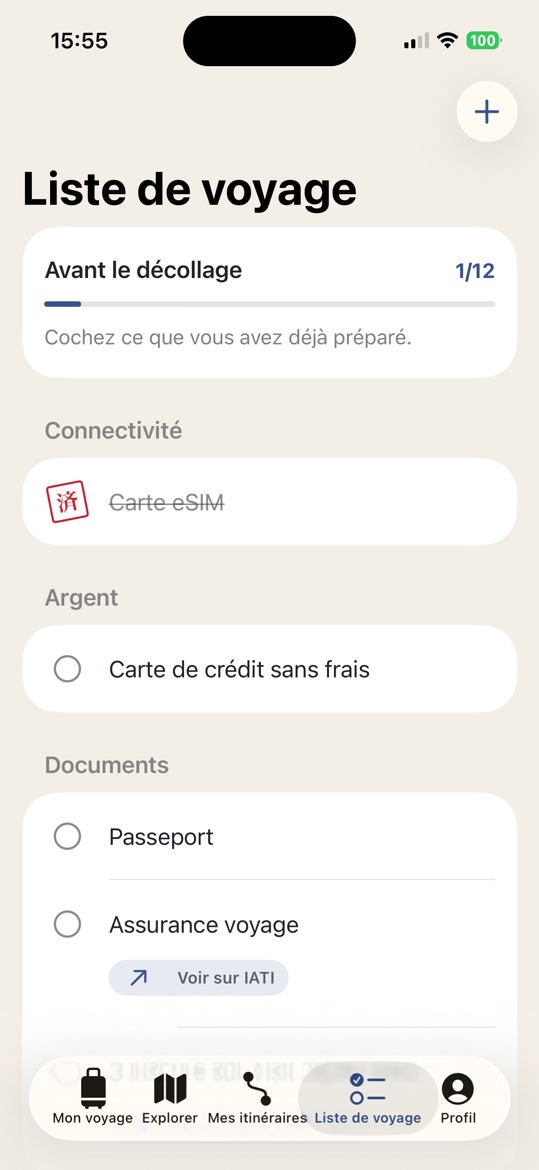 15:55
100
Liste de voyage
Avant le décollage
1/12
Cochez ce que vous avez déjà préparé.
Connectivité
済
Carte eSIM
Argent
Carte de crédit sans frais
Documents
Passeport
Assurance voyage
Voir sur IATI
Mon voyage
Explorer
Mes itinéraires
Liste de voyage
Profil